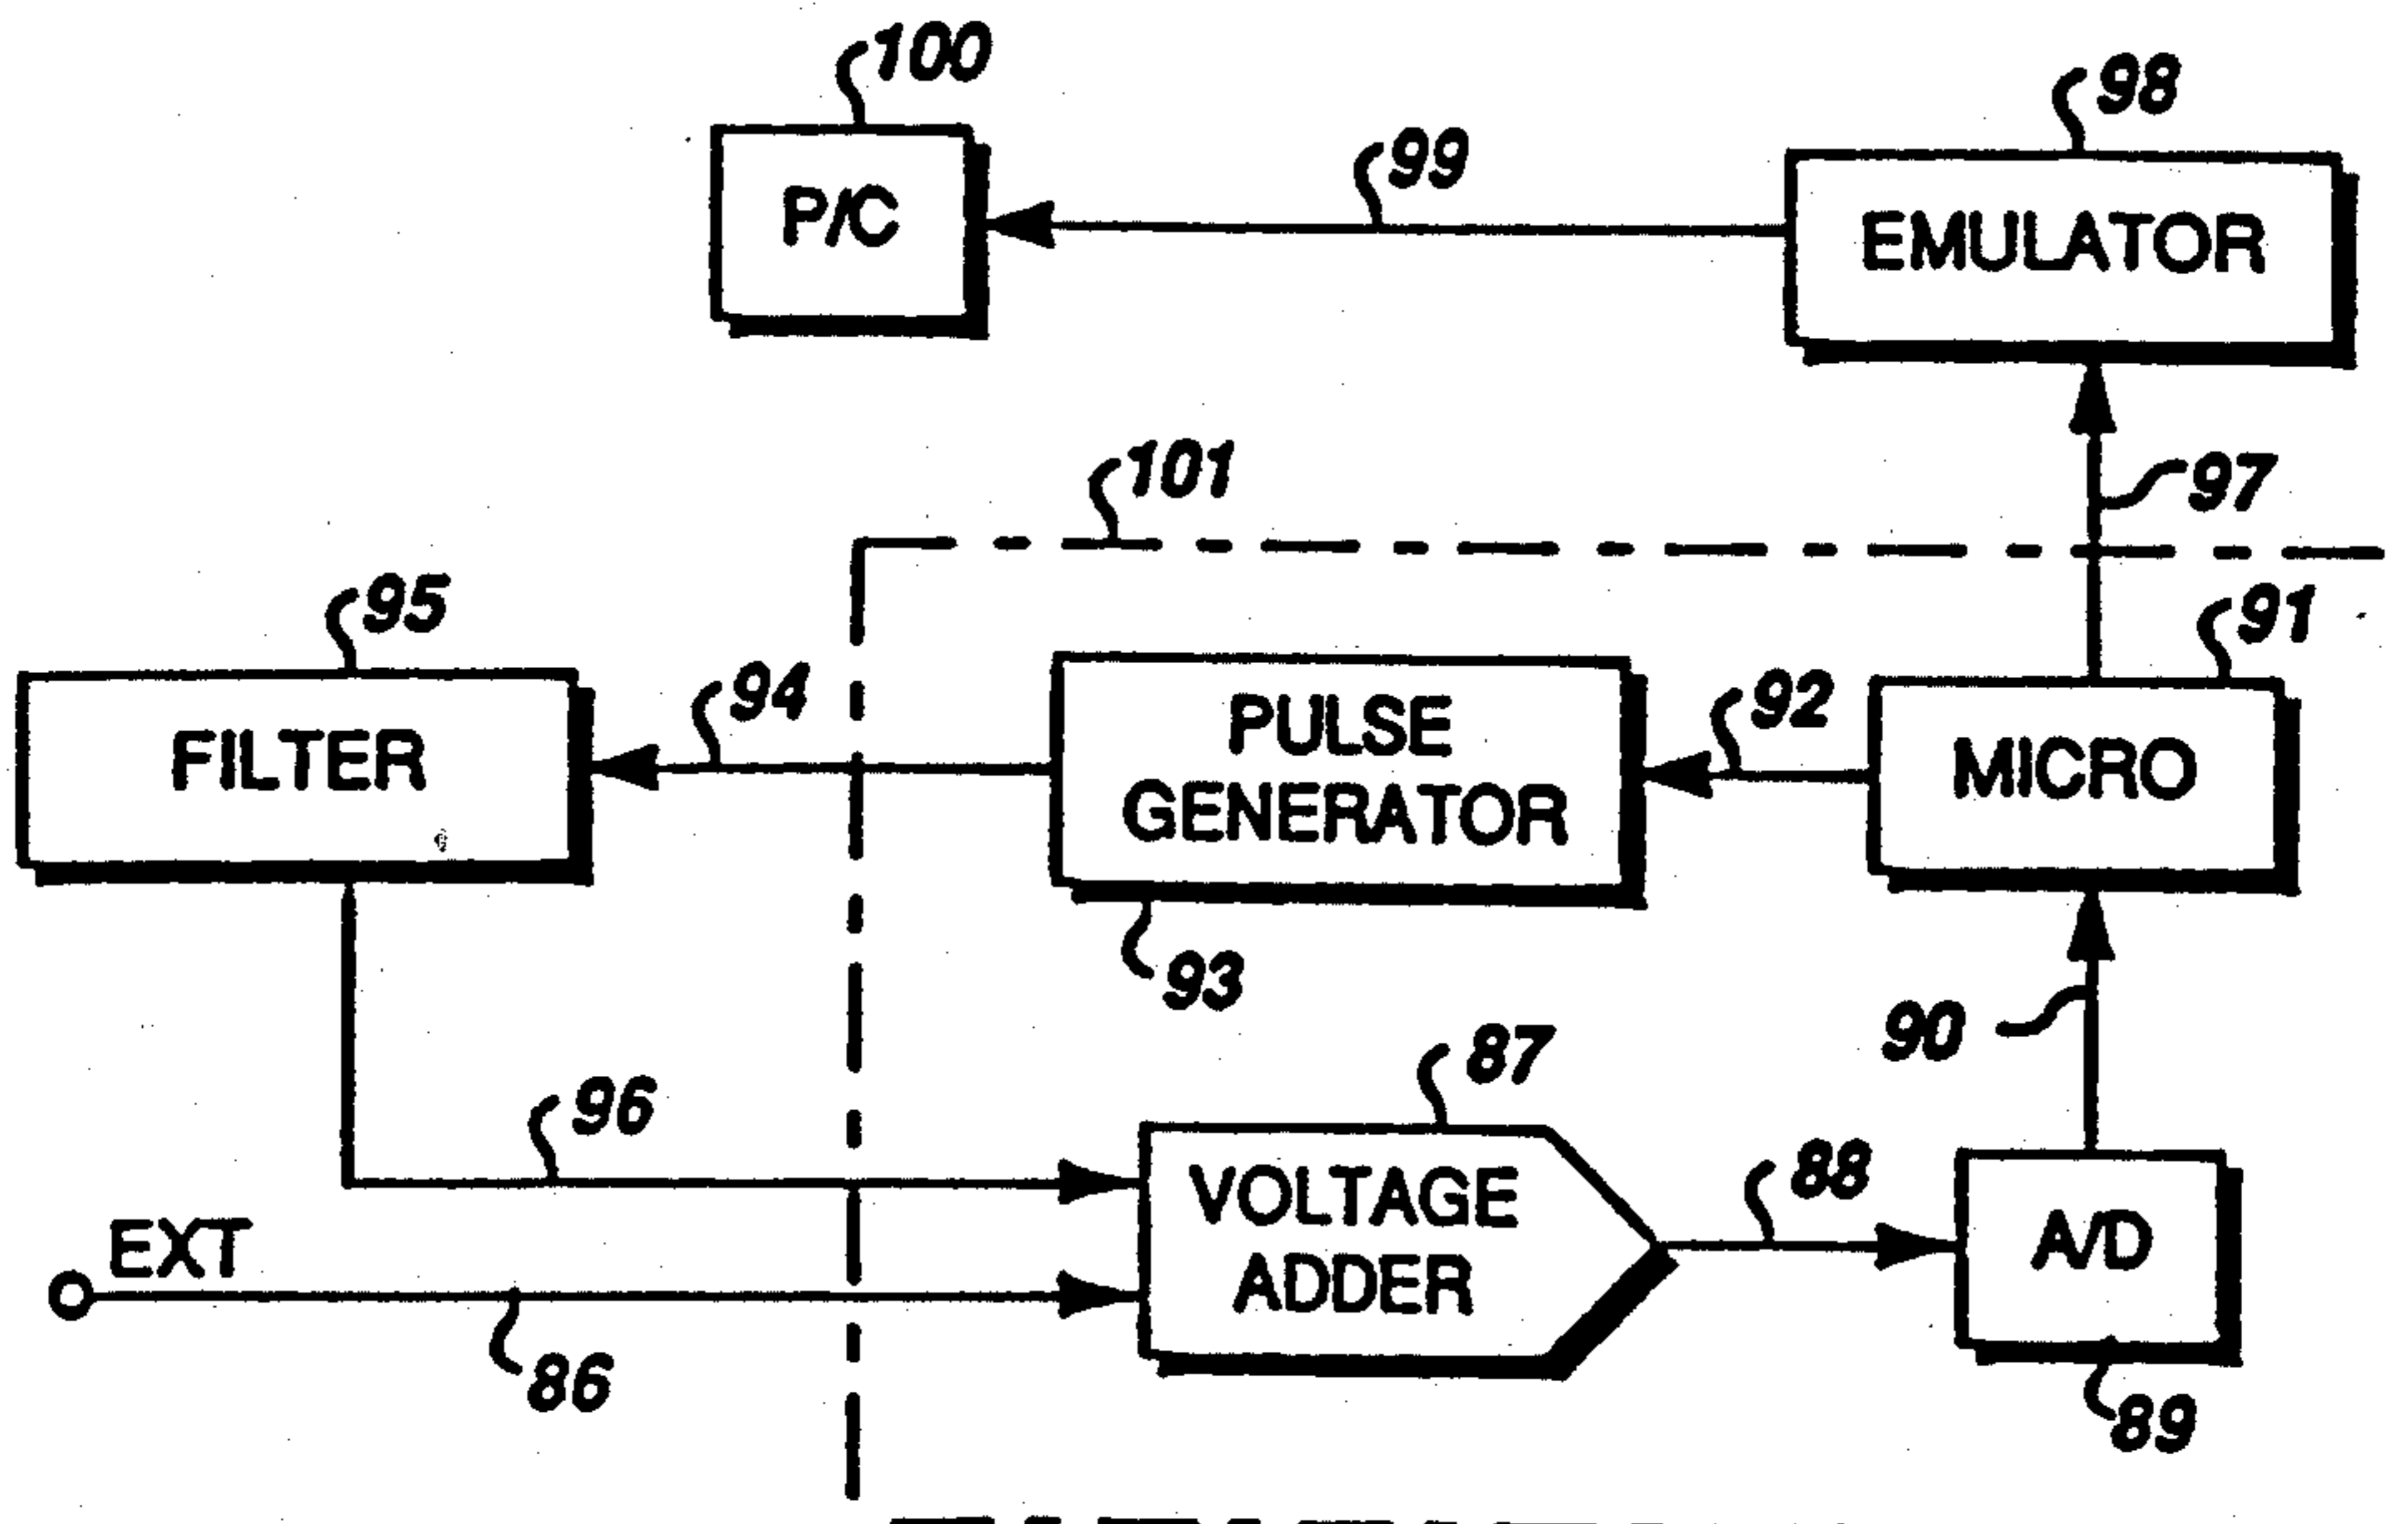 100
98
99
P/C
EMULATOR
101
97
95
91
94
92
PULSE
GENERATOR
FILTER
MICRO
93
90
87
96
88
VOLTAGE
ADDER
EXT
A/D
86
89